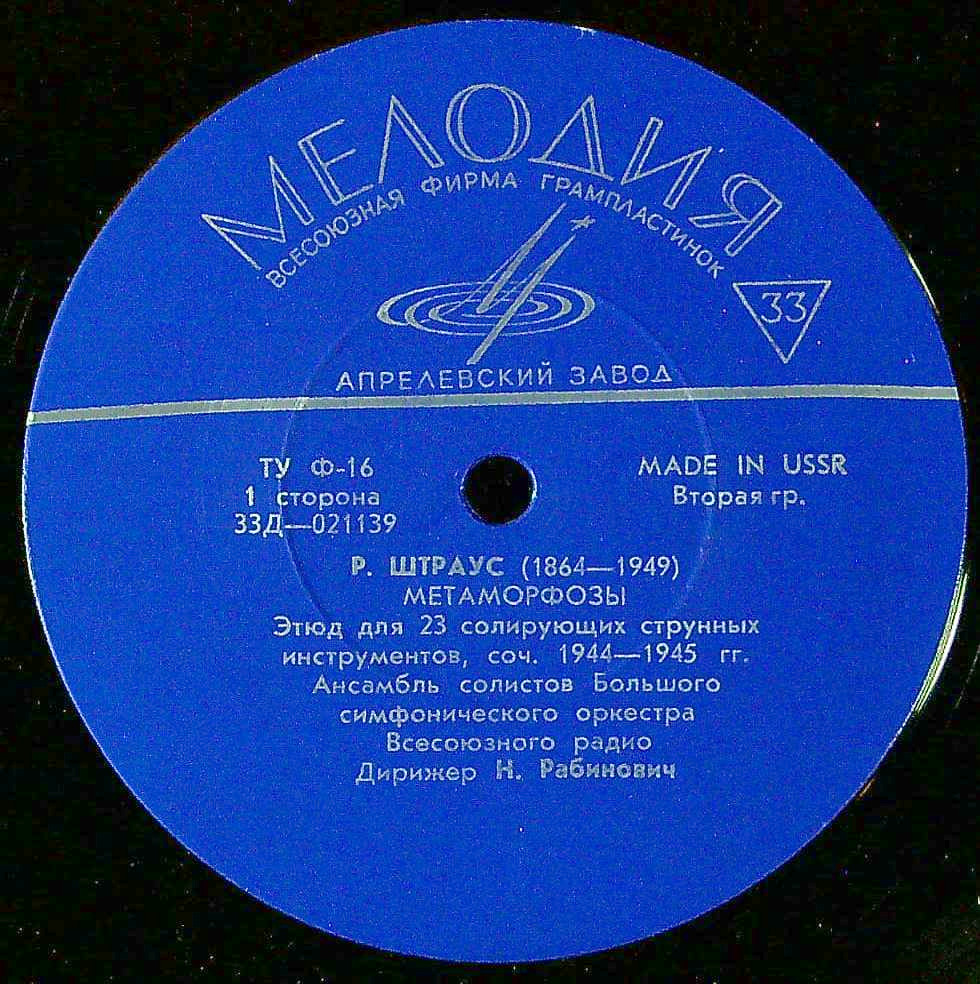 МЕЛОДИЯ
ВСЕСОЮЗНАЯ ФИРМА ГРАМПЛАСТИНОК
33
АПРЕЛЕВСКИЙ ЗАВОД
ТУ Ф-16
1 сторона
33Д—021139
MADE IN USSR
Вторая гр.
Р. ШТРАУС (1864—1949)
МЕТАМОРФОЗЫ
Этюд для 23 солирующих струнных
инструментов, соч. 1944—1945 гг.
Ансамбль солистов Большого
симфонического оркестра
Всесоюзного радио
Дирижер Н. Рабинович